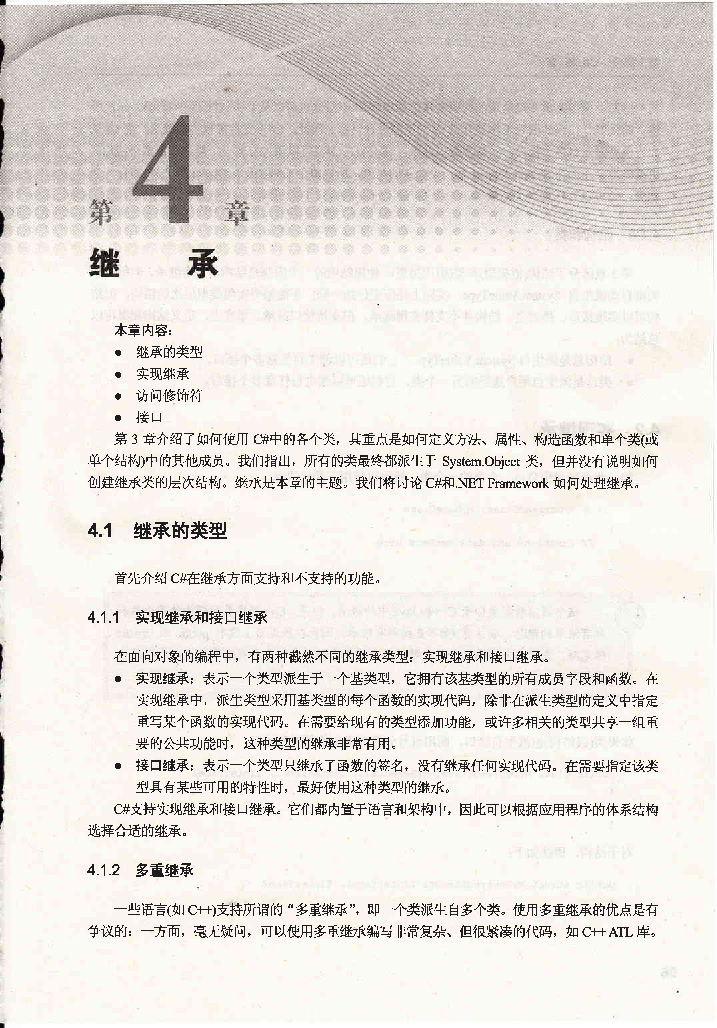 第 4 章
继 承
本章内容：
● 继承的类型
● 实现继承
● 访问修饰符
● 接口
第 3 章介绍了如何使用 C#中的各个类，其重点是如何定义方法、属性、构造函数和单个类(或
单个结构)中的其他成员。我们指出，所有的类最终都派生于 System.Object 类，但并没有说明如何
创建继承类的层次结构。继承是本章的主题。我们将讨论 C#和.NET Framework 如何处理继承。
4.1 继承的类型
首先介绍 C#在继承方面支持和不支持的功能。
4.1.1 实现继承和接口继承
在面向对象的编程中，有两种截然不同的继承类型：实现继承和接口继承。
● 实现继承：表示一个类型派生于一个基类型，它拥有该基类型的所有成员字段和函数。在
实现继承中，派生类型采用基类型的每个函数的实现代码，除非在派生类型的定义中指定
重写某个函数的实现代码。在需要给现有的类型添加功能，或许多相关的类型共享一组重
要的公共功能时，这种类型的继承非常有用。
● 接口继承：表示一个类型只继承了函数的签名，没有继承任何实现代码。在需要指定该类
型具有某些可用的特性时，最好使用这种类型的继承。
C#支持实现继承和接口继承。它们都内置于语言和架构中，因此可以根据应用程序的体系结构
选择合适的继承。
4.1.2 多重继承
一些语言(如 C++)支持所谓的“多重继承”，即一个类派生自多个类。使用多重继承的优点是有
争议的：一方面，毫无疑问，可以使用多重继承编写非常复杂、但很紧凑的代码，如 C++ ATL 库。